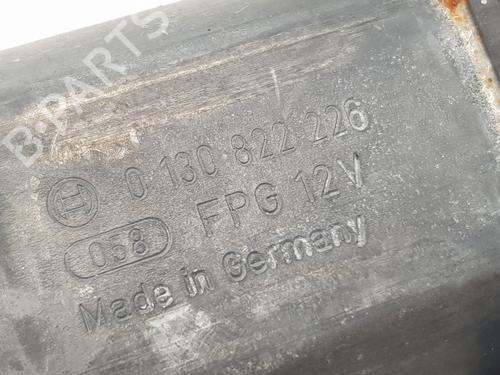 B-PARTS
0 130 822 226
058 FPG 12V
Made in Germany